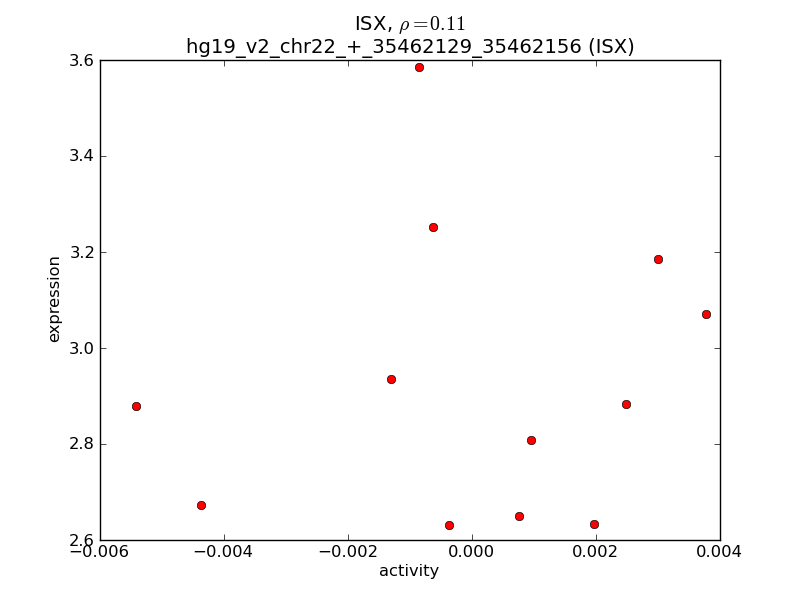 ISX, ρ=0.11
hg19_v2_chr22_+_35462129_35462156 (ISX)
3.6
3.4
3.2
3.0
2.8
2.6
expression
−0.006 −0.004 −0.002 0.000 0.002 0.004
activity